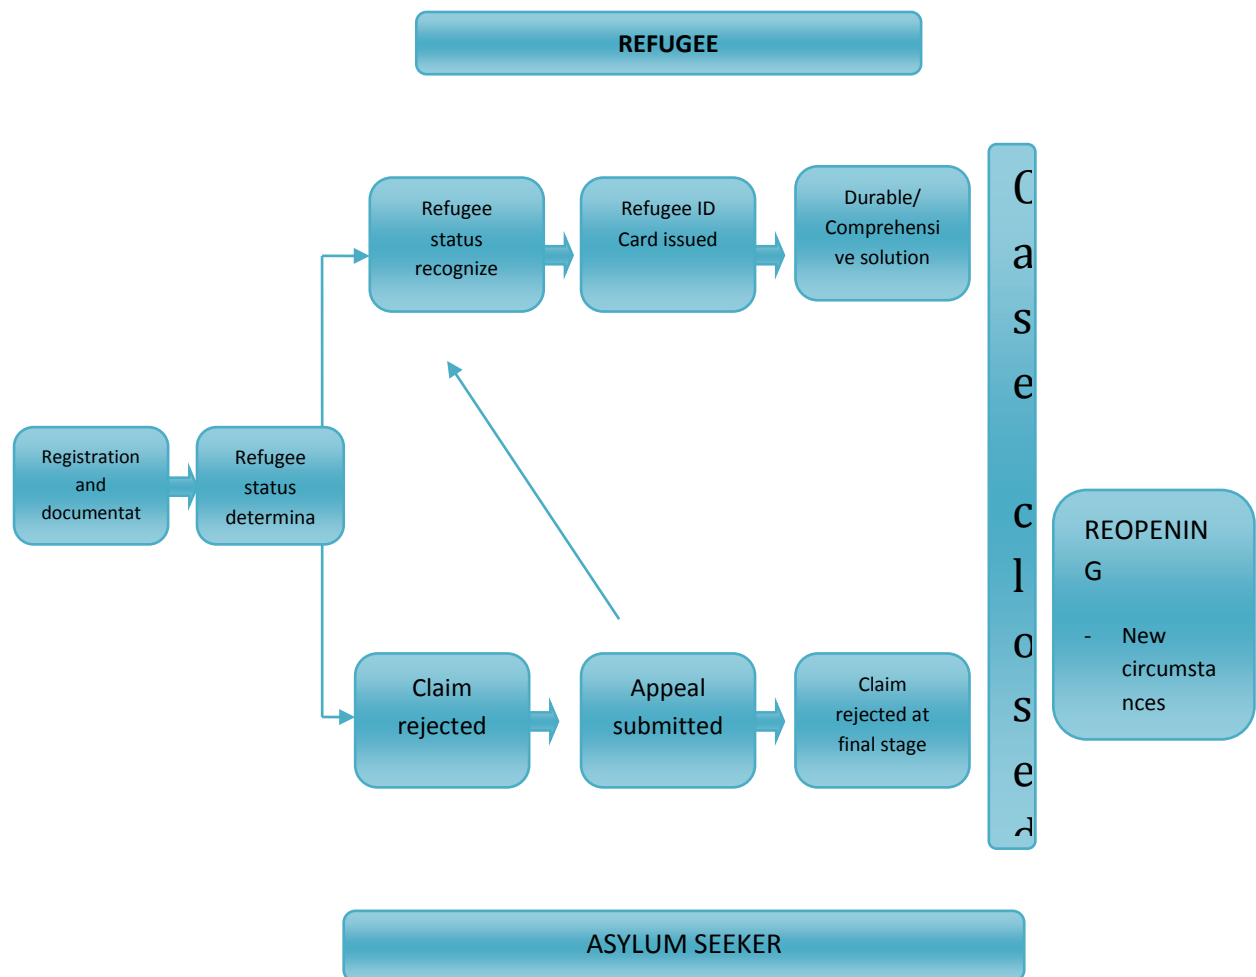 REFUGEE
Refugee
status
recognize
Refugee ID
Card issued
Durable/
Comprehensi
ve solution
Registration
and
documentat
Refugee
status
determina
Claim
rejected
Appeal
submitted
Claim
rejected at
final stage
C
a
s
e
c
l
o
s
e
d
REOPENIN
G
- New
circumsta
nces
ASYLUM SEEKER